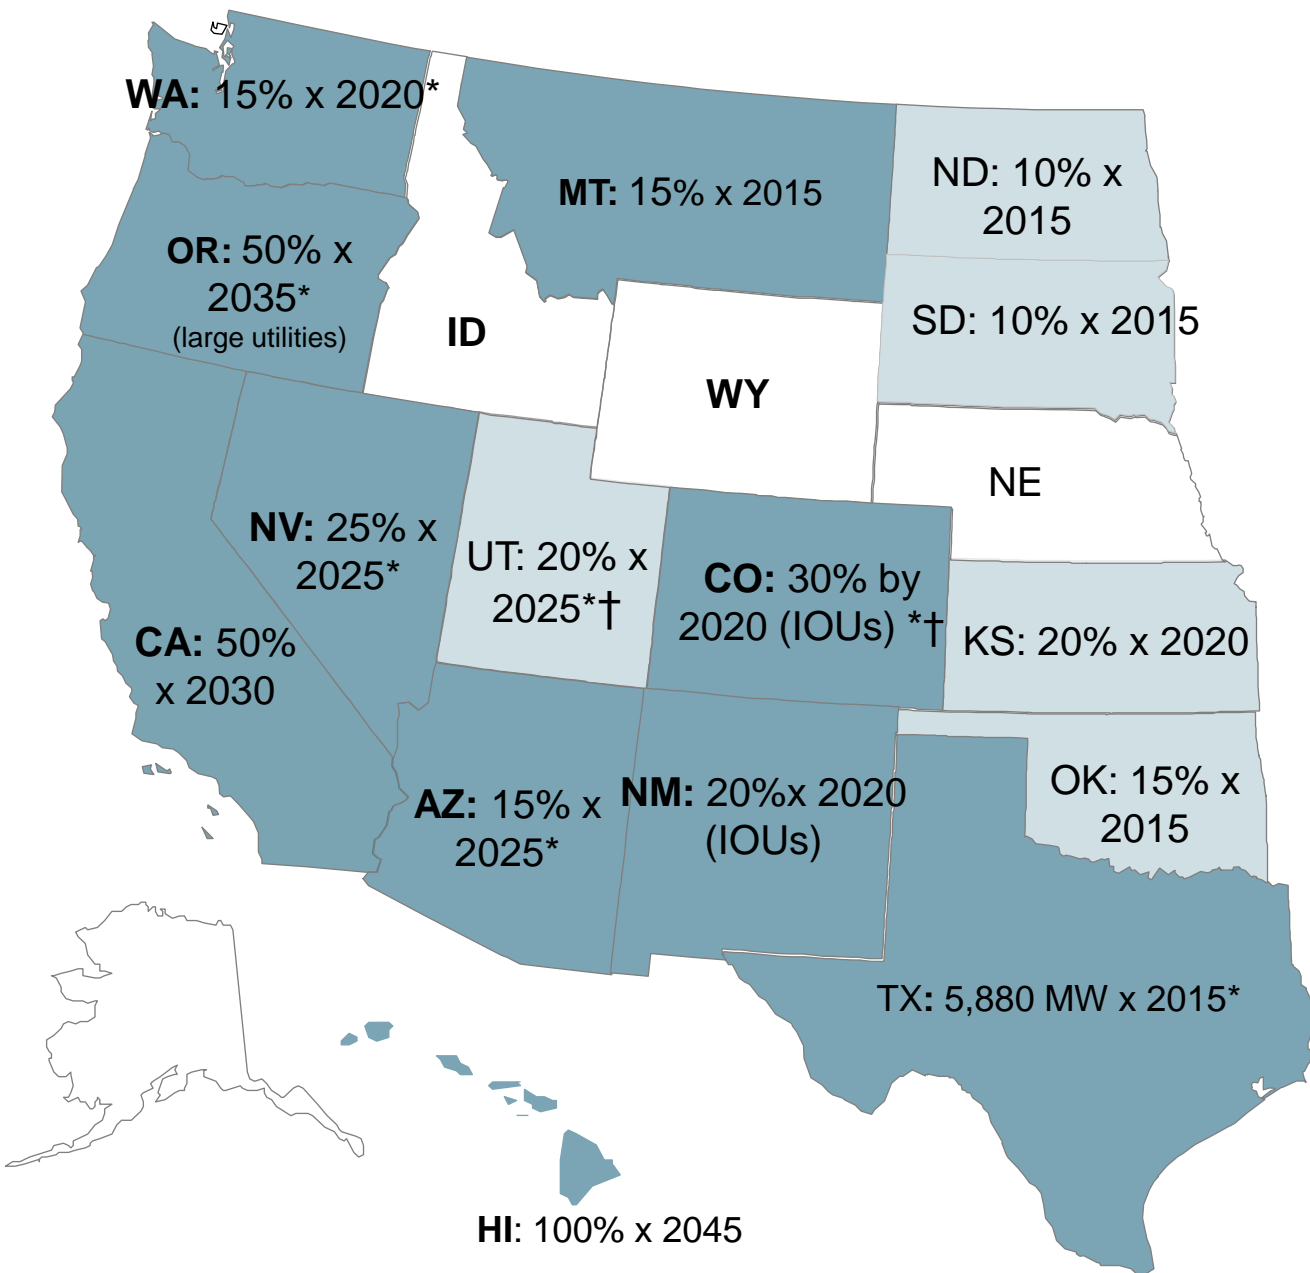 WA: 15% x 2020*
MT: 15% x 2015
ND: 10% x
2015
OR: 50% x
2035*
(large utilities)
ID
SD: 10% x 2015
WY
NE
NV: 25% x
2025*
UT: 20% x
2025*†
CO: 30% by
2020 (IOUs) *†
KS: 20% x 2020
CA: 50%
x 2030
AZ: 15% x
2025*
NM: 20%x 2020
(IOUs)
OK: 15% x
2015
TX: 5,880 MW x 2015*
HI: 100% x 2045